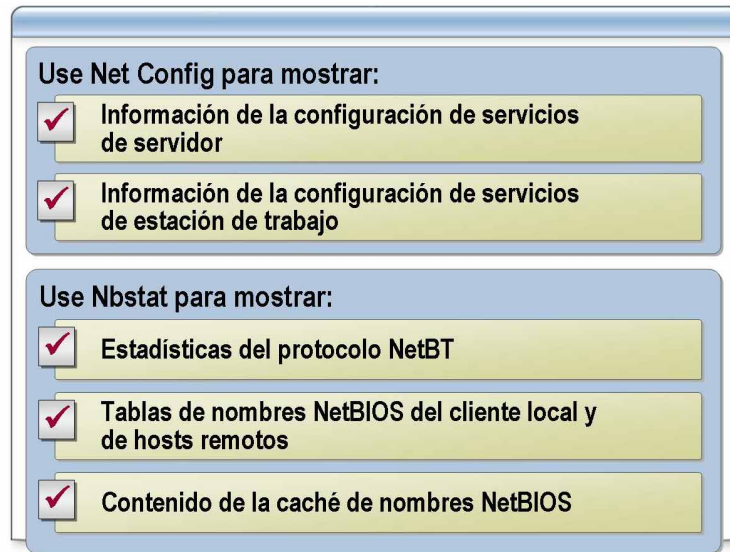 Use Net Config para mostrar:
Información de la configuración de servicios
de servidor
Información de la configuración de servicios
de estación de trabajo
Use Nbstat para mostrar:
Estadísticas del protocolo NetBT
Tablas de nombres NetBIOS del cliente local y
de hosts remotos
Contenido de la caché de nombres NetBIOS